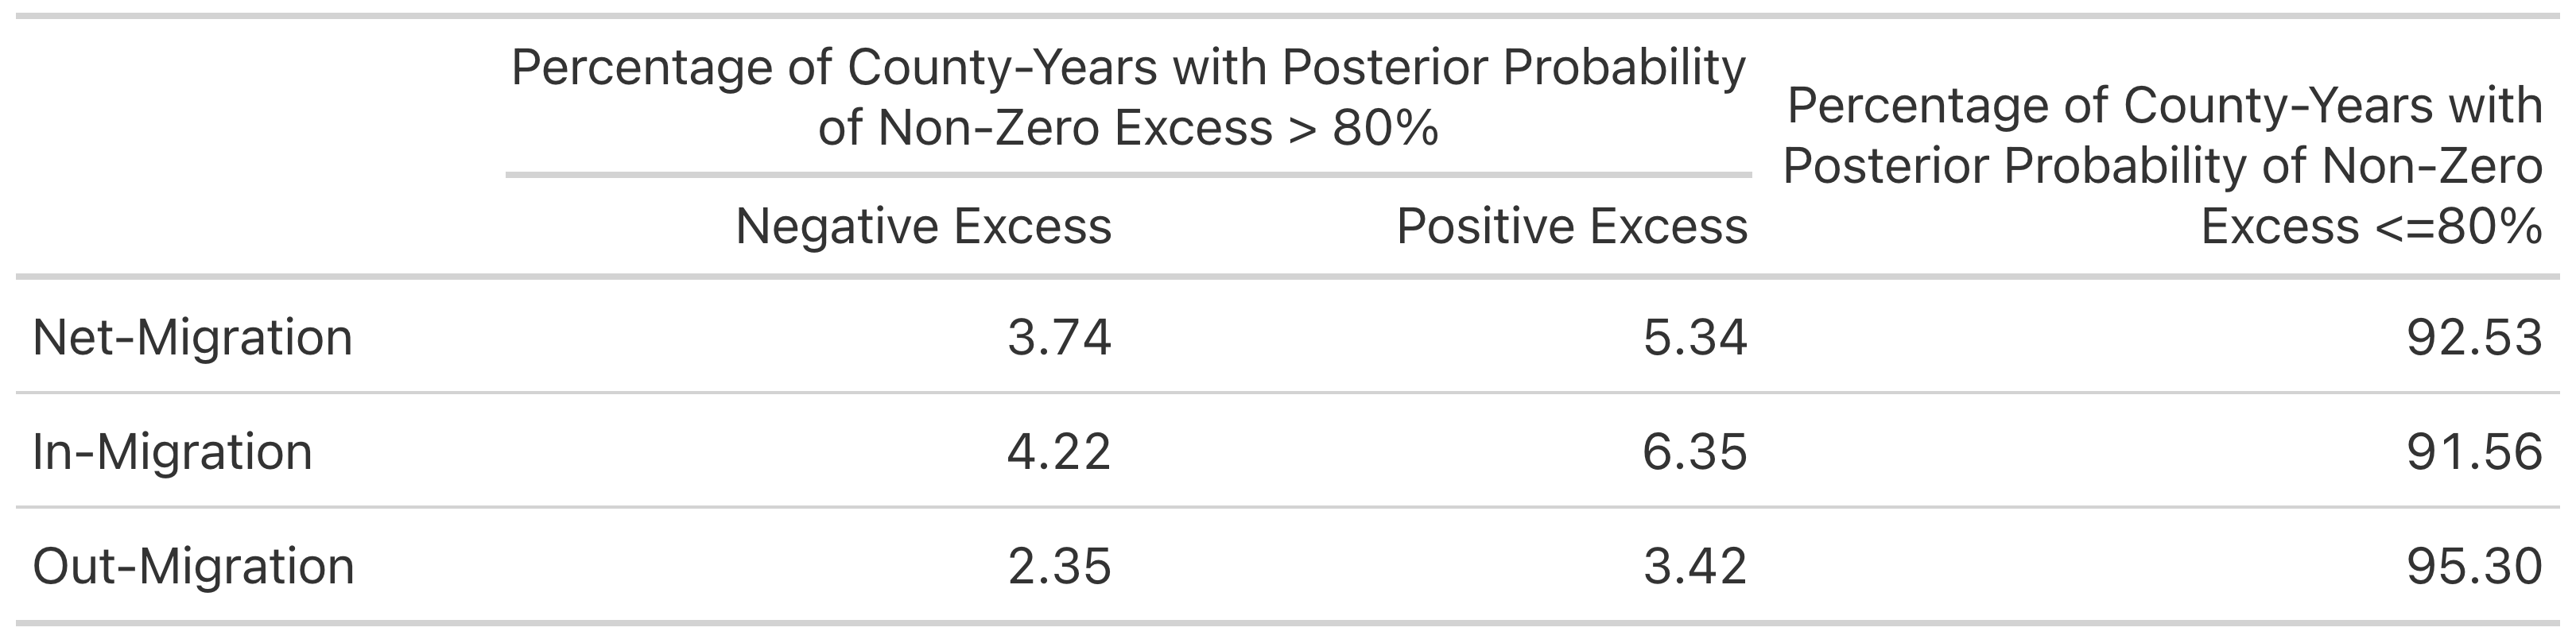 Percentage of County-Years with Posterior Probability
of Non-Zero Excess > 80%
Percentage of County-Years with
Posterior Probability of Non-Zero
Excess <=80%
Negative Excess Positive Excess
Net-Migration 3.74 5.34 92.53
In-Migration 4.22 6.35 91.56
Out-Migration 2.35 3.42 95.30